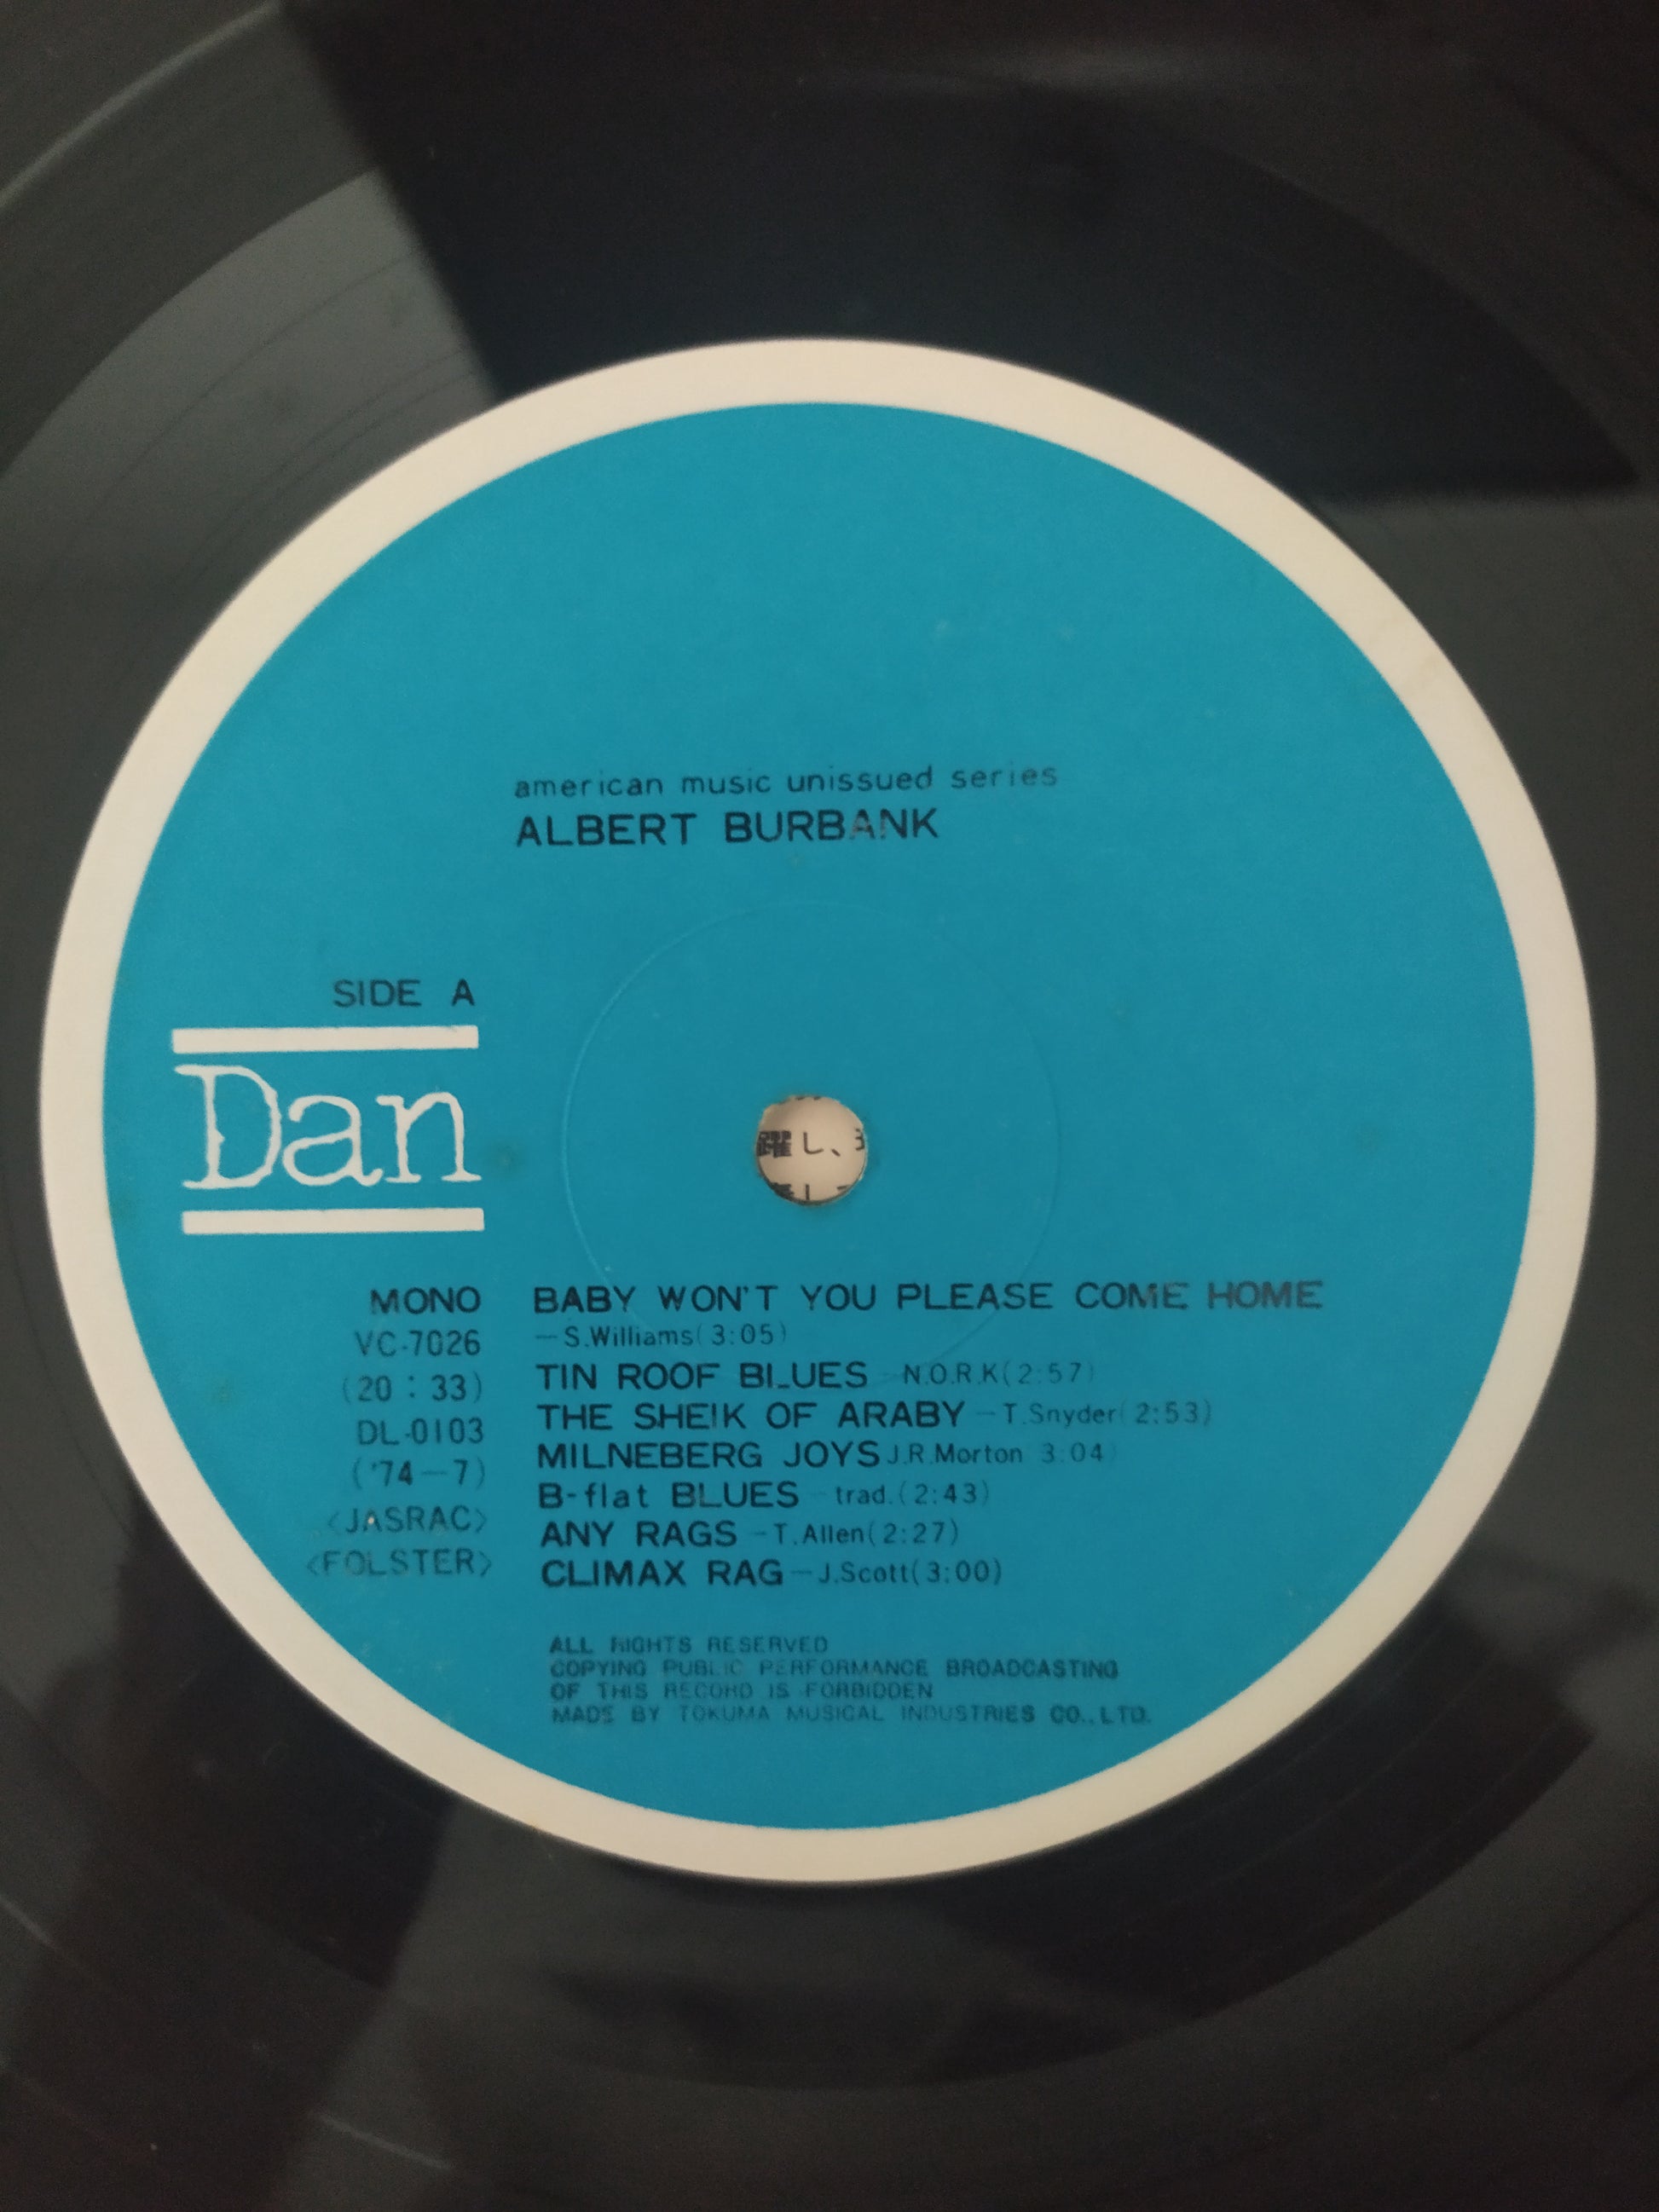 american music unissued series
ALBERT BURBANK
SIDE A
Dan
躍し、
MONO
VC-7026
(20:33)
DL-0103
('74-7)
<JASRAC>
<FOLSTER>
BABY WON'T YOU PLEASE COME HOME
—S.Williams(3:05)
TIN ROOF BLUES —N.O.R.K(2:57)
THE SHEIK OF ARABY —T.Snyder(2:53)
MILNEBERG JOYS J.R.Morton 3:04)
B-flat BLUES —trad.(2:43)
ANY RAGS —T.Allen(2:27)
CLIMAX RAG —J.Scott(3:00)
ALL RIGHTS RESERVED
COPYING PUBLIC PERFORMANCE BROADCASTING
OF THIS RECORD IS FORBIDDEN
MADE BY TOKUMA MUSICAL INDUSTRIES CO., LTD.